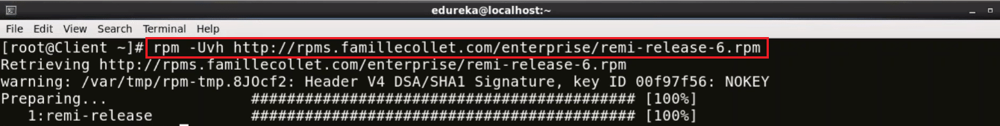 edureka@localhost:~
File Edit View Search Terminal Help
[root@Client ~]# rpm -Uvh http://rpms.famillecollet.com/enterprise/remi-release-6.rpm
Retrieving http://rpms.famillecollet.com/enterprise/remi-release-6.rpm
warning: /var/tmp/rpm-tmp.8JOcf2: Header V4 DSA/SHA1 Signature, key ID 00f97f56: NOKEY
Preparing... ########################################### [100%]
1:remi-release ########################################### [100%]